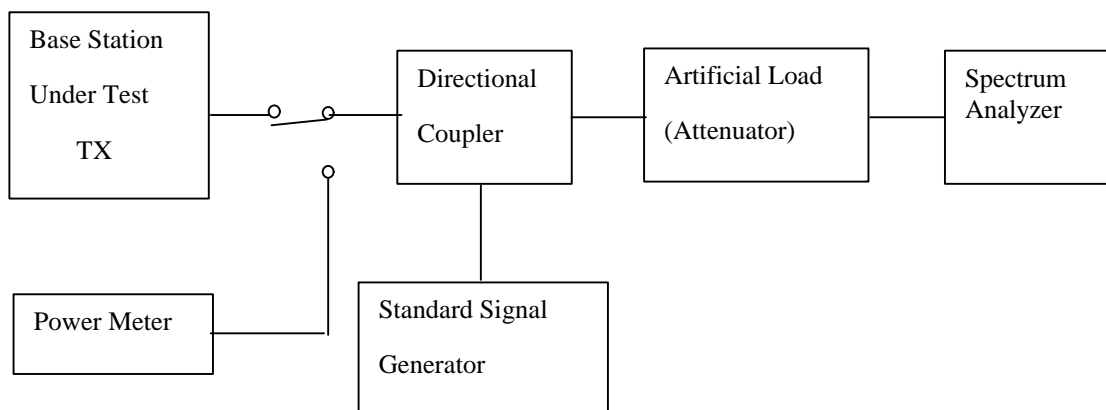 Base Station
Under Test
TX
Directional
Coupler
Artificial Load
(Attenuator)
Spectrum
Analyzer
Power Meter
Standard Signal
Generator